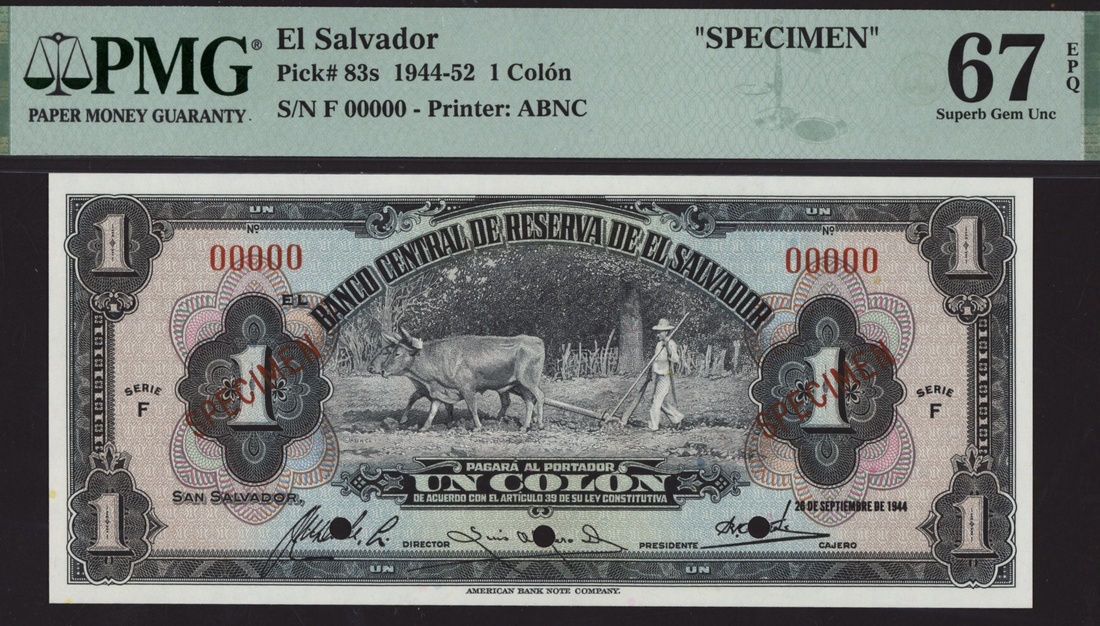 PMG®
PAPER MONEY GUARANTY
El Salvador
Pick# 83s 1944-52 1 Colón
S/N F 00000 - Printer: ABNC
"SPECIMEN"
67
EPQ
Superb Gem Unc
UN
UN
1
Nº
00000
Nº
00000
1
EL
BANCO CENTRAL DE RESERVA DE EL SALVADOR
SERIE
F
1
SPECIMEN
1
SPECIMEN
SERIE
F
PAGARÁ AL PORTADOR
UN COLÓN
DE ACUERDO CON EL ARTÍCULO 39 DE SU LEY CONSTITUTIVA
SAN SALVADOR,
26 DE SEPTIEMBRE DE 1944
1
DIRECTOR
PRESIDENTE
CAJERO
1
UN
UN
AMERICAN BANK NOTE COMPANY.